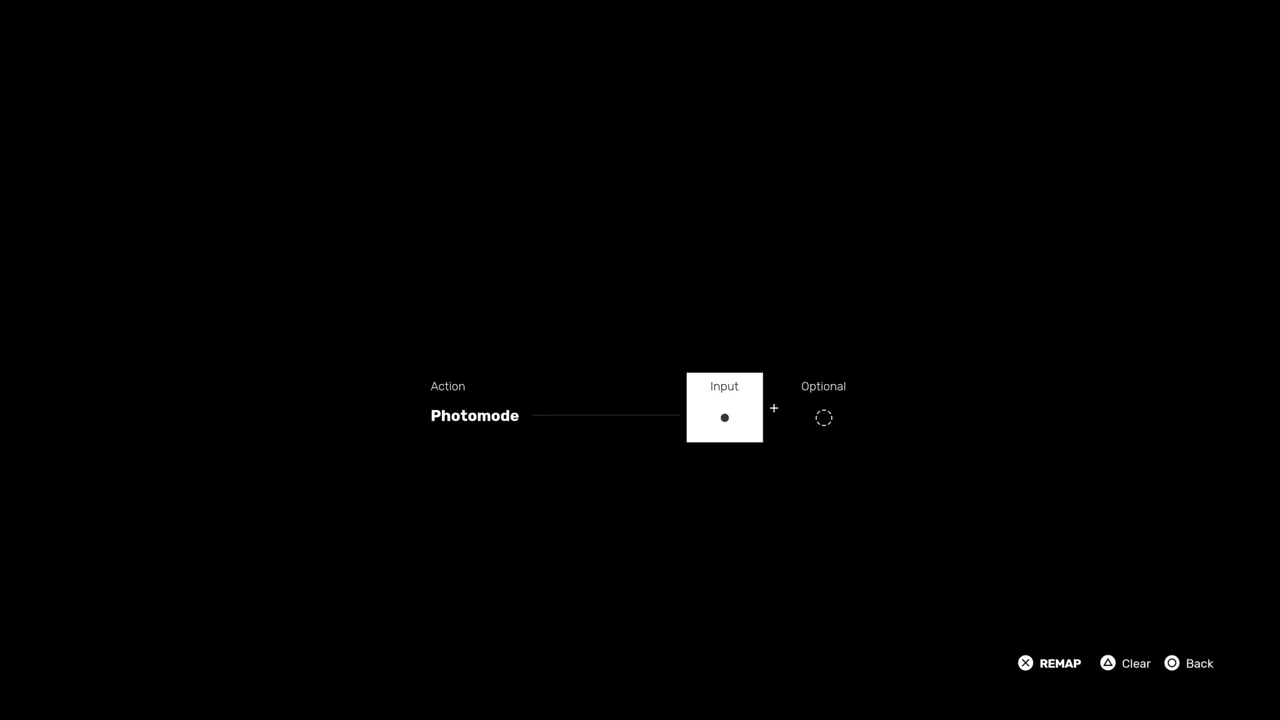 Action
Input
+
Optional
Photomode
REMAP
Clear
Back